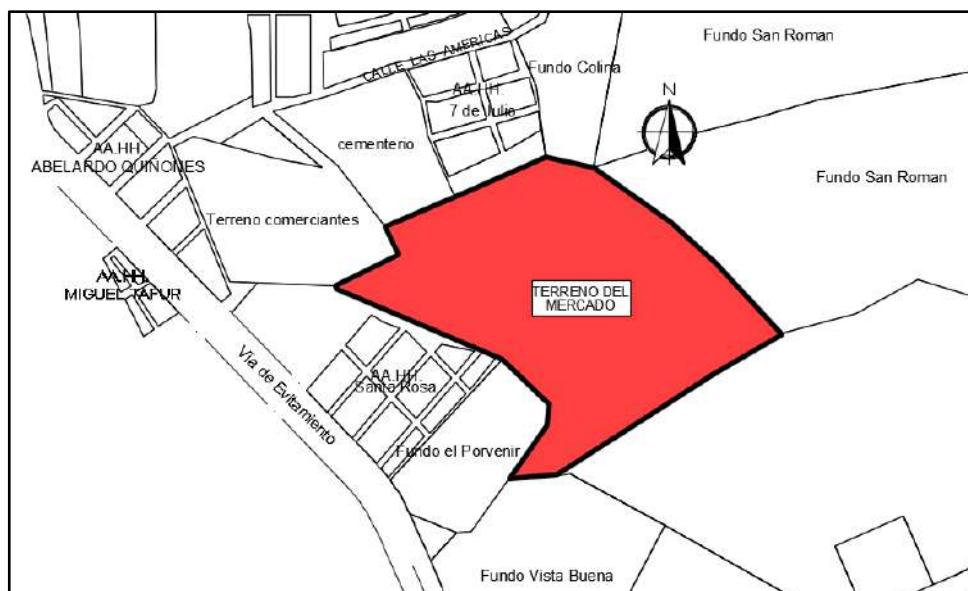 Fundo San Roman
CALLE LAS AMERICAS
Fundo Colina
AA.HH.
7 de Julio
N
cementerio
AA.HH.
ABELARDO QUIÑONES
Fundo San Roman
Terreno comerciantes
AA.HH.
MIGUEL TAFUR
TERRENO DEL
MERCADO
Vía de Evitamiento
AA.HH.
Santa Rosa
Fundo el Porvenir
Fundo Vista Buena